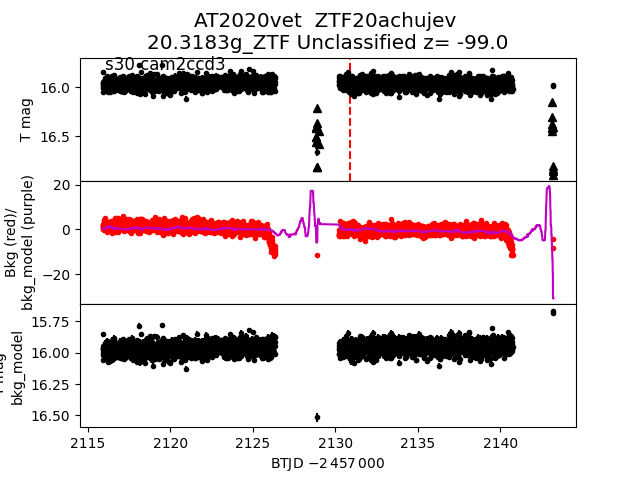 AT2020vet  ZTF20achujev
20.3183g_ZTF Unclassified z= -99.0
s30 cam2ccd3
16.0
16.5
T mag
20
0
−20
Bkg (red)/
bkg_model (purple)
15.75
16.00
16.25
16.50
mag
bkg_model
2115 2120 2125 2130 2135 2140
BTJD −2 457 000